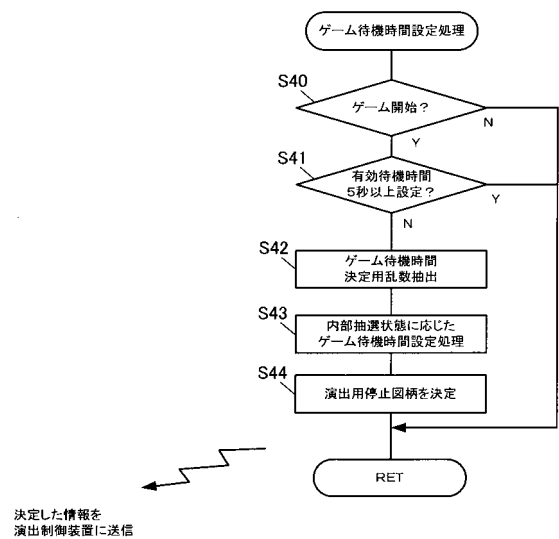 ゲーム待機時間設定処理
S40
ゲーム開始?
N
Y
S41
有効待機時間
5秒以上設定?
Y
N
S42
ゲーム待機時間
決定用乱数抽出
S43
内部抽選状態に応じた
ゲーム待機時間設定処理
S44
演出用停止図柄を決定
RET
決定した情報を
演出制御装置に送信